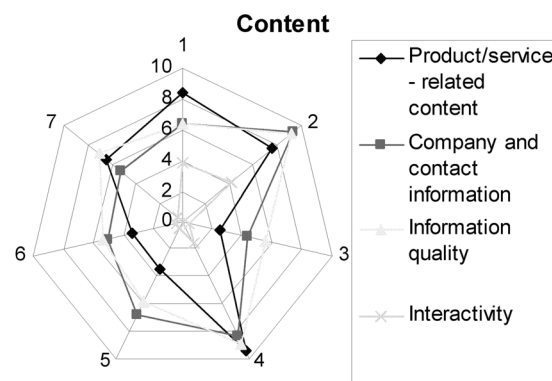 Content
1
10
8
6
4
2
0
2
3
4
5
6
7
Product/service
- related
content
Company and
contact
information
Information
quality
Interactivity